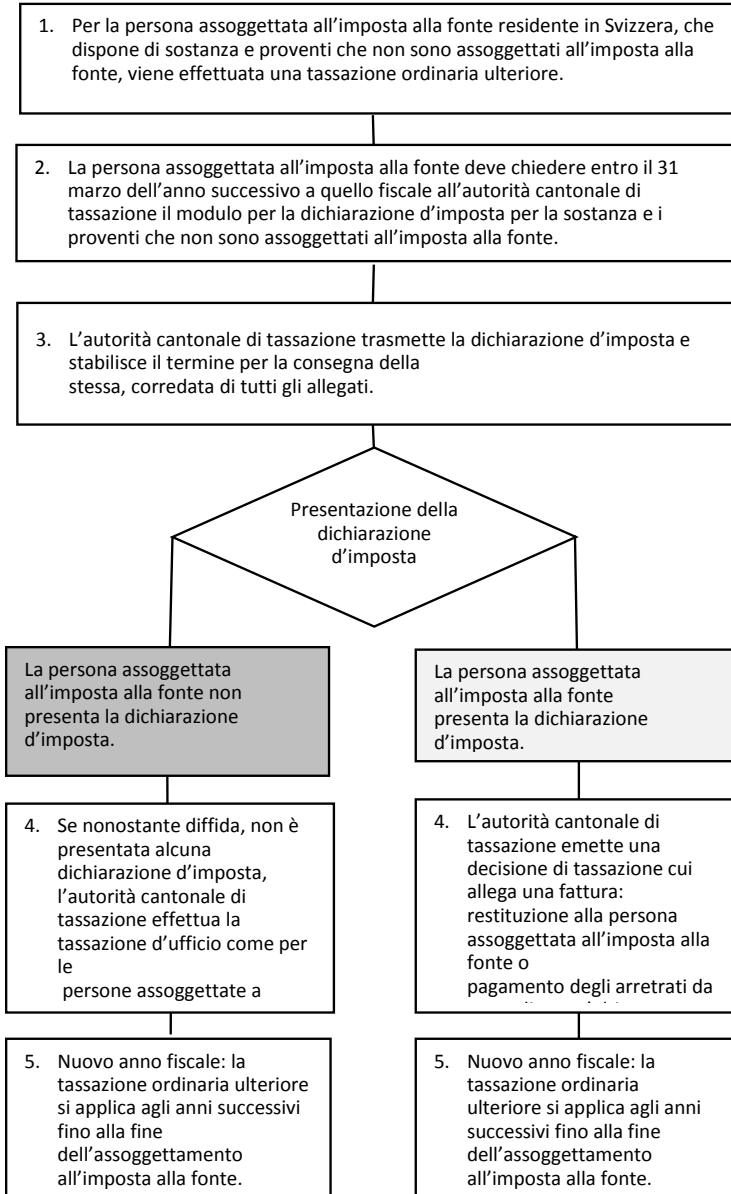 1. Per la persona assoggettata all'imposta alla fonte residente in Svizzera, che
dispone di sostanza e proventi che non sono assoggettati all'imposta alla
fonte, viene effettuata una tassazione ordinaria ulteriore.
2. La persona assoggettata all'imposta alla fonte deve chiedere entro il 31
marzo dell'anno successivo a quello fiscale all'autorità cantonale di
tassazione il modulo per la dichiarazione d'imposta per la sostanza e i
proventi che non sono assoggettati all'imposta alla fonte.
3. L'autorità cantonale di tassazione trasmette la dichiarazione d'imposta e
stabilisce il termine per la consegna della
stessa, corredata di tutti gli allegati.
Presentazione della
dichiarazione
d'imposta
La persona assoggettata
all'imposta alla fonte non
presenta la dichiarazione
d'imposta.
4. Se nonostante diffida, non è
presentata alcuna
dichiarazione d'imposta,
l'autorità cantonale di
tassazione effettua la
tassazione d'ufficio come per
le
persone assoggettate a
5. Nuovo anno fiscale: la
tassazione ordinaria ulteriore
si applica agli anni successivi
fino alla fine
dell'assoggettamento
all'imposta alla fonte.
La persona assoggettata
all'imposta alla fonte
presenta la dichiarazione
d'imposta.
4. L'autorità cantonale di
tassazione emette una
decisione di tassazione cui
allega una fattura:
restituzione alla persona
assoggettata all'imposta alla
fonte o
pagamento degli arretrati da
5. Nuovo anno fiscale: la
tassazione ordinaria
ulteriore si applica agli anni
successivi fino alla fine
dell'assoggettamento
all'imposta alla fonte.